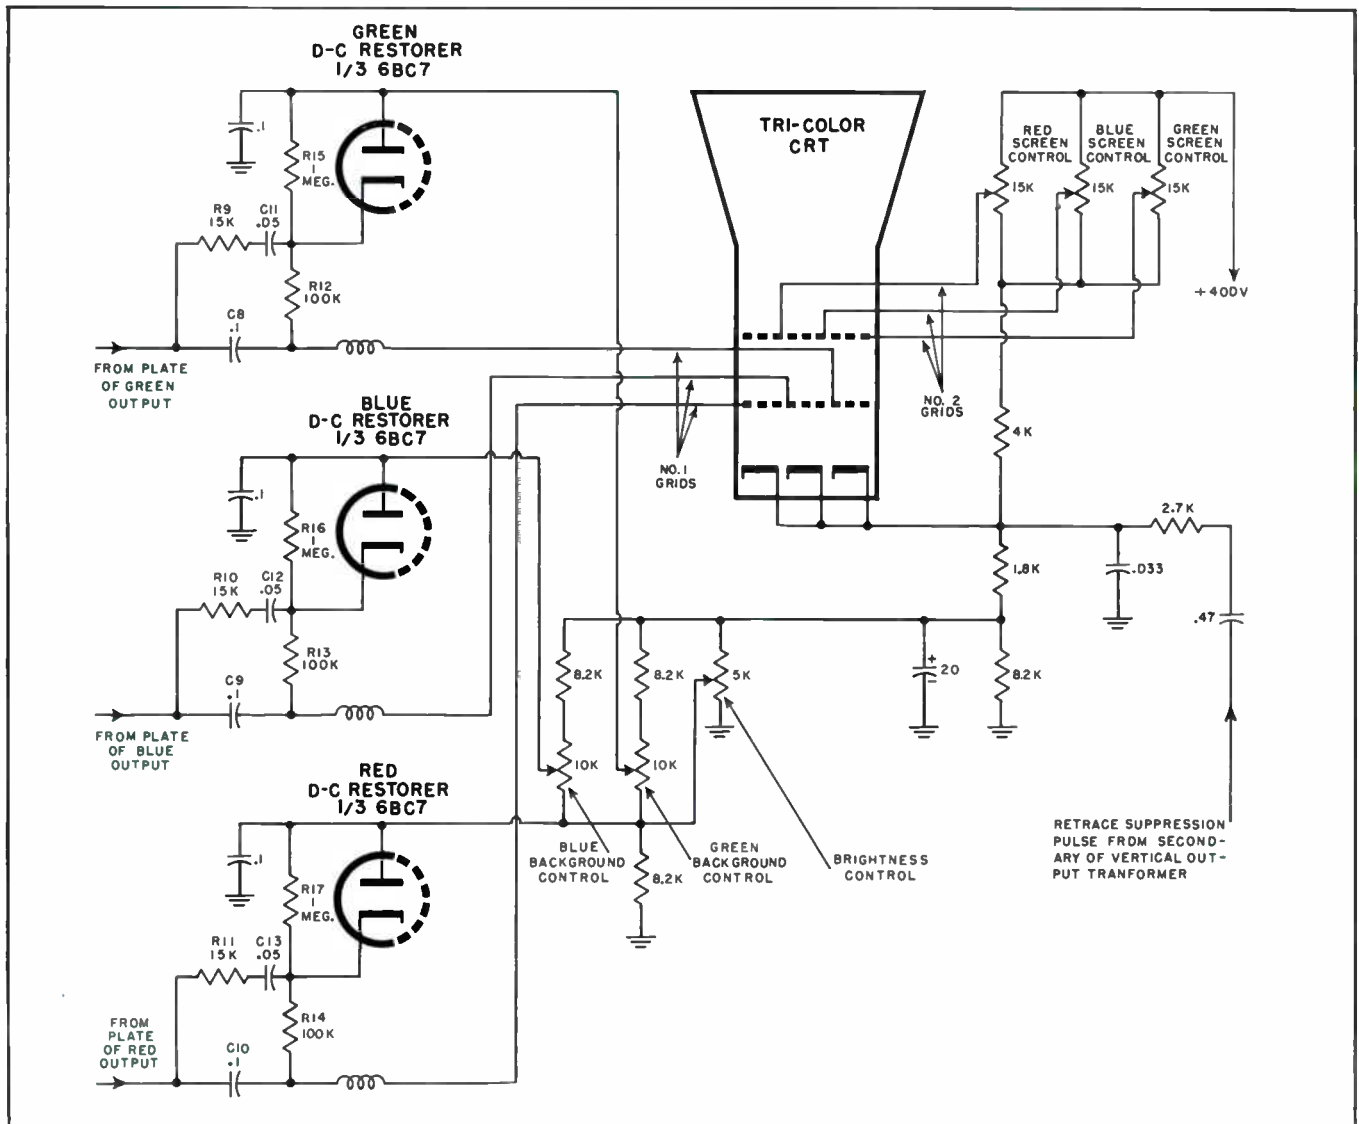 GREEN
D-C RESTORER
1/3 6BC7
.1
R15
1
MEG.
R9
15K
C11
.05
R12
100K
C8
.1
FROM PLATE
OF GREEN
OUTPUT
BLUE
D-C RESTORER
1/3 6BC7
.1
R16
1
MEG.
R10
15K
C12
.05
R13
100K
C9
.1
FROM PLATE
OF BLUE
OUTPUT
RED
D-C RESTORER
1/3 6BC7
.1
R17
1
MEG.
R11
15K
C13
.05
R14
100K
C10
.1
FROM
PLATE
OF RED
OUTPUT
TRI-COLOR
CRT
NO. 1
GRIDS
NO. 2
GRIDS
RED
SCREEN
CONTROL
BLUE
SCREEN
CONTROL
GREEN
SCREEN
CONTROL
15K
15K
15K
+400V
4K
2.7K
1.8K
.033
.47
8.2K
8.2K
5K
+
20
-
8.2K
10K
10K
BLUE
BACKGROUND
CONTROL
GREEN
BACKGROUND
CONTROL
BRIGHTNESS
CONTROL
8.2K
RETRACE SUPPRESSION
PULSE FROM SECOND-
ARY OF VERTICAL OUT-
PUT TRANFORMER